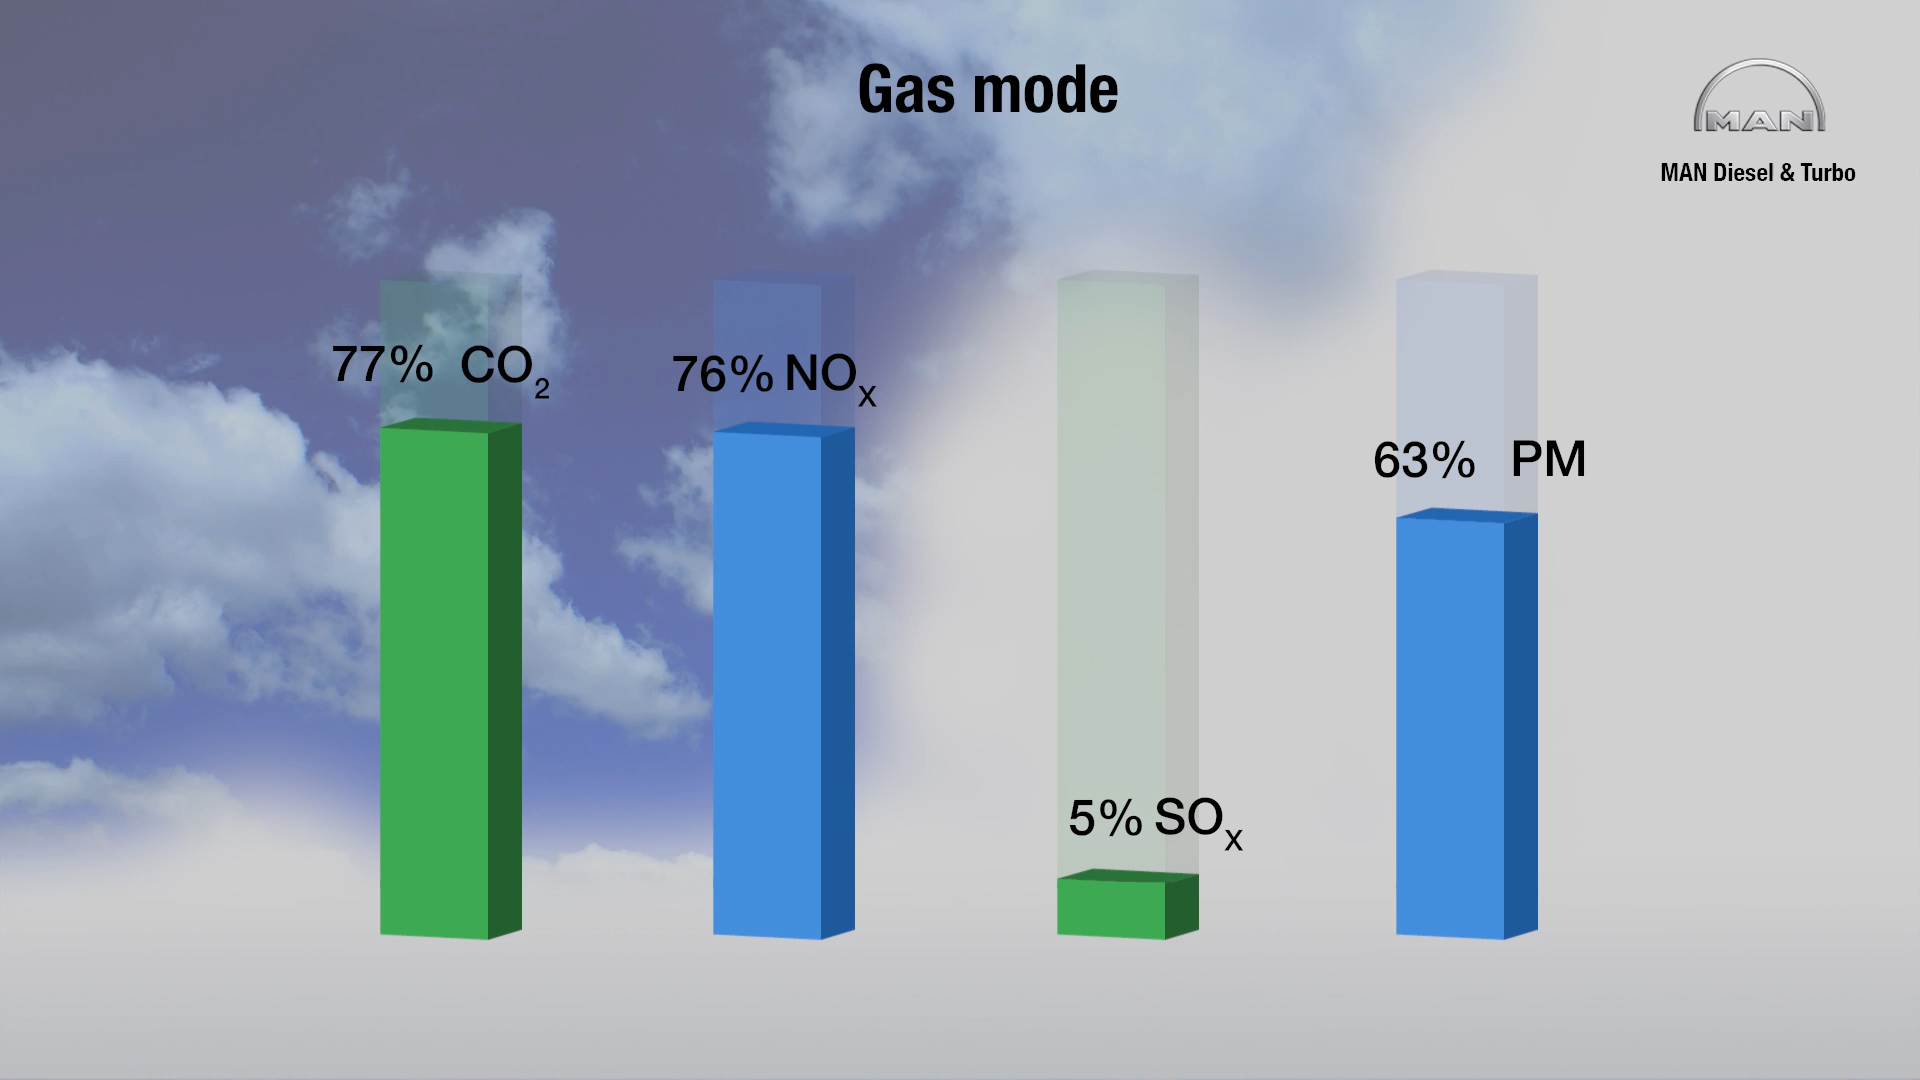 Gas mode
MAN
MAN Diesel & Turbo
77% CO₂
76% NOₓ
5% SOₓ
63% PM